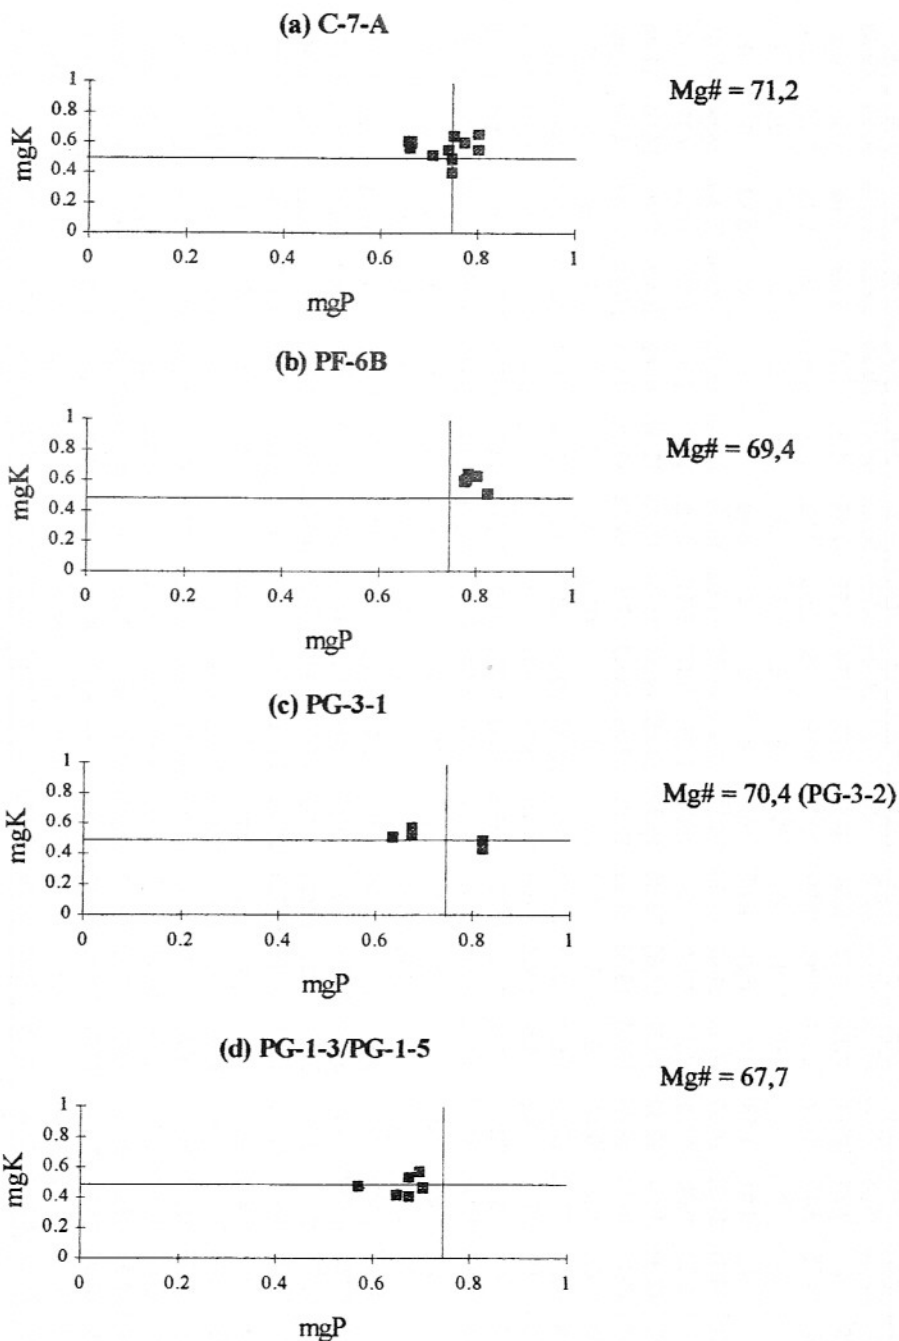 (a) C-7-A
Mg# = 71,2
1
0.8
0.6
0.4
0.2
0
mgK
0 0.2 0.4 0.6 0.8 1
mgP
(b) PF-6B
Mg# = 69,4
1
0.8
0.6
0.4
0.2
0
mgK
0 0.2 0.4 0.6 0.8 1
mgP
(c) PG-3-1
Mg# = 70,4 (PG-3-2)
1
0.8
0.6
0.4
0.2
0
mgK
0 0.2 0.4 0.6 0.8 1
mgP
(d) PG-1-3/PG-1-5
Mg# = 67,7
1
0.8
0.6
0.4
0.2
0
mgK
0 0.2 0.4 0.6 0.8 1
mgP